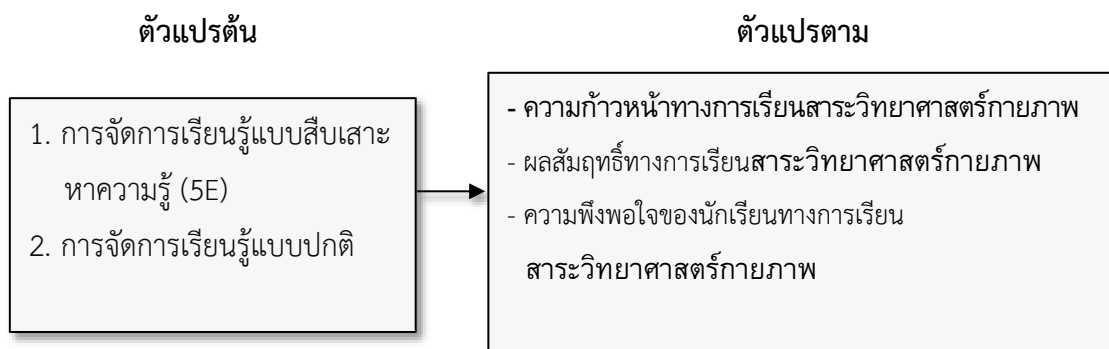 ตัวแปรต้น
ตัวแปรตาม
1. การจัดการเรียนรู้แบบสืบเสาะ
หาความรู้ (5E)
2. การจัดการเรียนรู้แบบปกติ
- ความก้าวหน้าทางการเรียนสาระวิทยาศาสตร์กายภาพ
- ผลสัมฤทธิ์ทางการเรียนสาระวิทยาศาสตร์กายภาพ
- ความพึงพอใจของนักเรียนทางการเรียน
สาระวิทยาศาสตร์กายภาพ